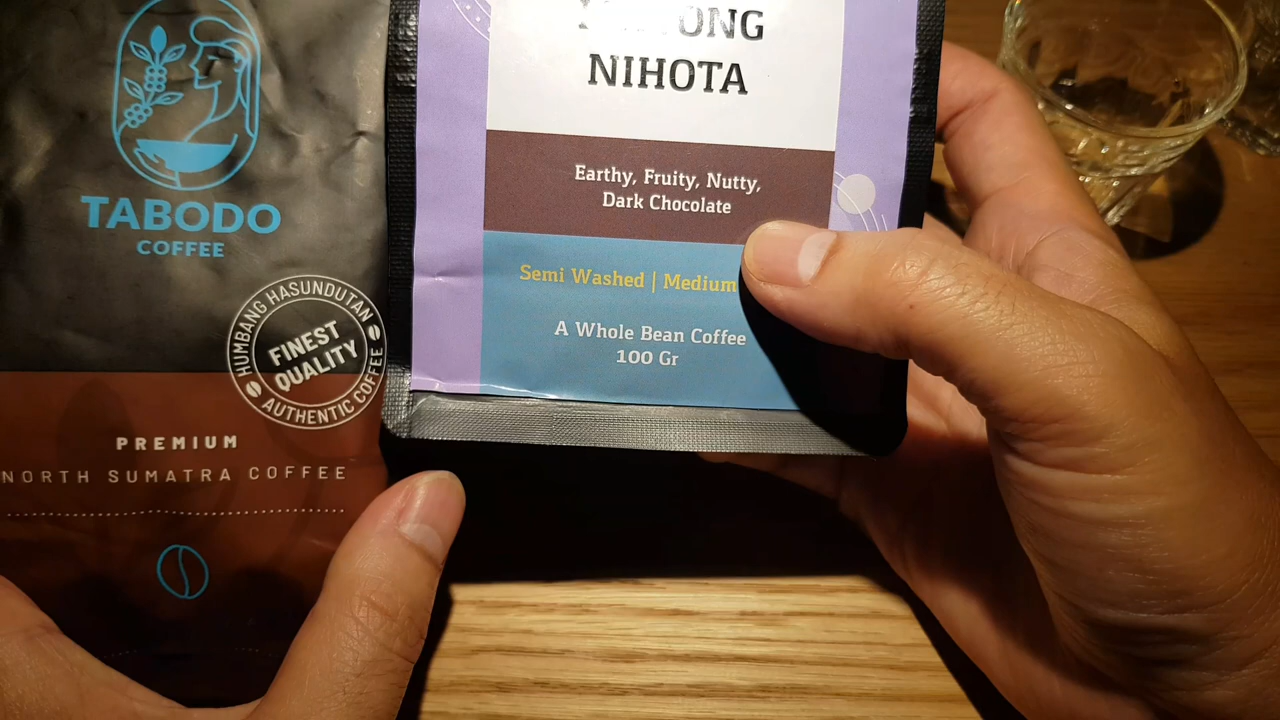 TABODO
COFFEE
HUMBANG HASUNDUTAN
FINEST
QUALITY
AUTHENTIC COFFEE
PREMIUM
NORTH SUMATRA COFFEE
NIHOTA
Earthy, Fruity, Nutty,
Dark Chocolate
Semi Washed | Medium
A Whole Bean Coffee
100 Gr